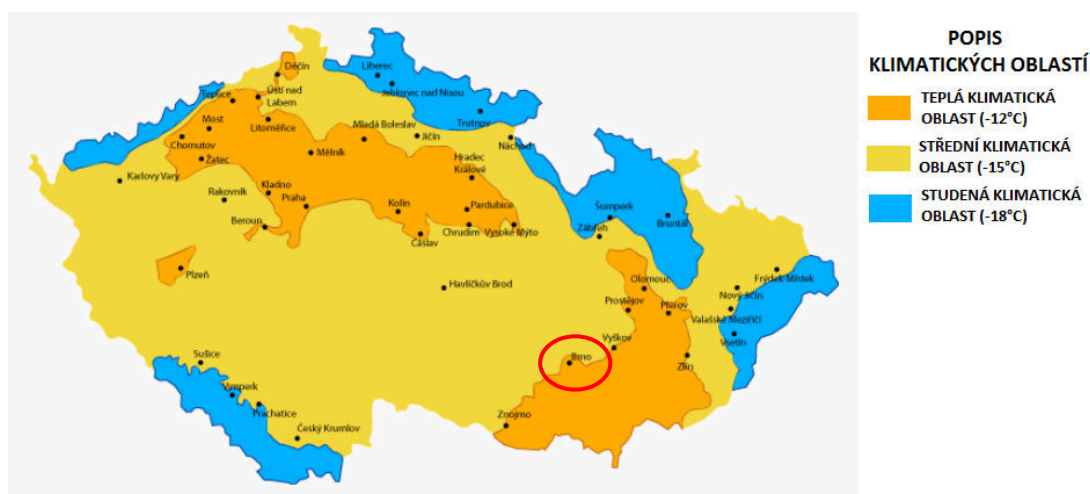 POPIS
KLIMATICKÝCH OBLASTÍ
TEPLÁ KLIMATICKÁ
OBLAST (-12°C)
STŘEDNÍ KLIMATICKÁ
OBLAST (-15°C)
STUDENÁ KLIMATICKÁ
OBLAST (-18°C)
Děčín
Liberec
Jablonec nad Nisou
Teplice
Ústí nad
Labem
Most
Litoměřice
Mladá Boleslav
Jičín
Trutnov
Chomutov
Náchod
Žatec
Mělník
Hradec
Králové
Karlovy Vary
Rakovník
Kladno
Praha
Kolín
Pardubice
Šumperk
Bruntál
Beroun
Čáslav
Chrudim
Vysoké Mýto
Zábřeh
Plzeň
Havlíčkův Brod
Olomouc
Frýdek-Místek
Nový Jičín
Prostějov
Přerov
Valašské Meziříčí
Vsetín
Vyškov
Brno
Zlín
Sušice
Vimperk
Prachatice
Znojmo
Český Krumlov